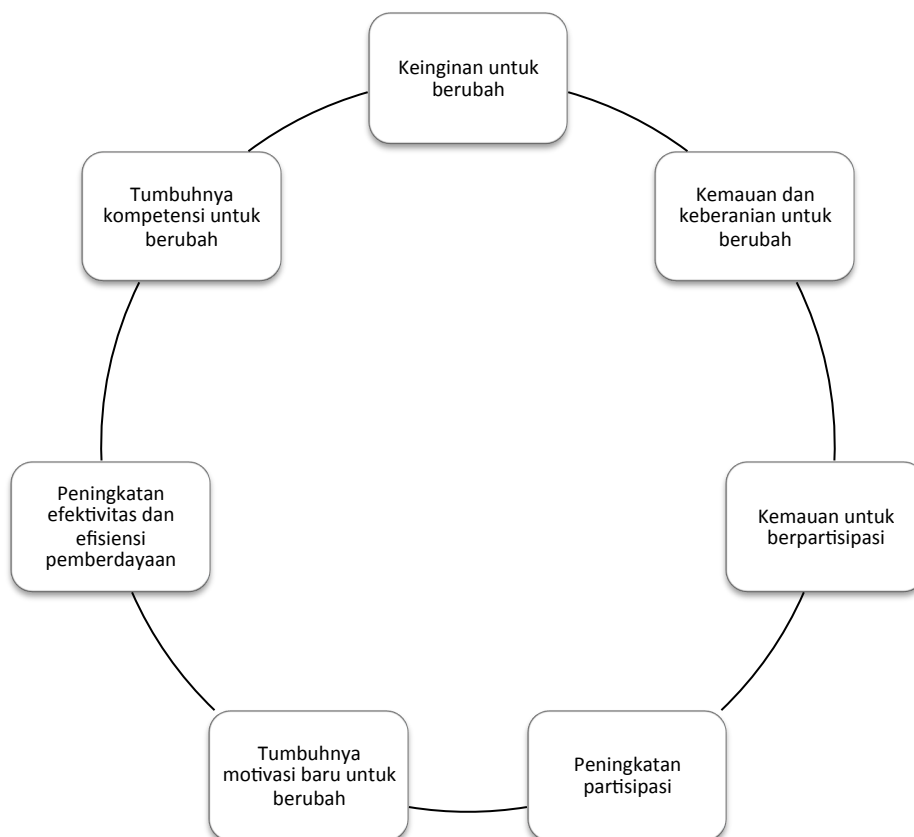 Keinginan untuk
berubah
Kemauan dan
keberanian untuk
berubah
Kemauan untuk
berpartisipasi
Peningkatan
partisipasi
Tumbuhnya
motivasi baru untuk
berubah
Peningkatan
efektivitas dan
efisiensi
pemberdayaan
Tumbuhnya
kompetensi untuk
berubah